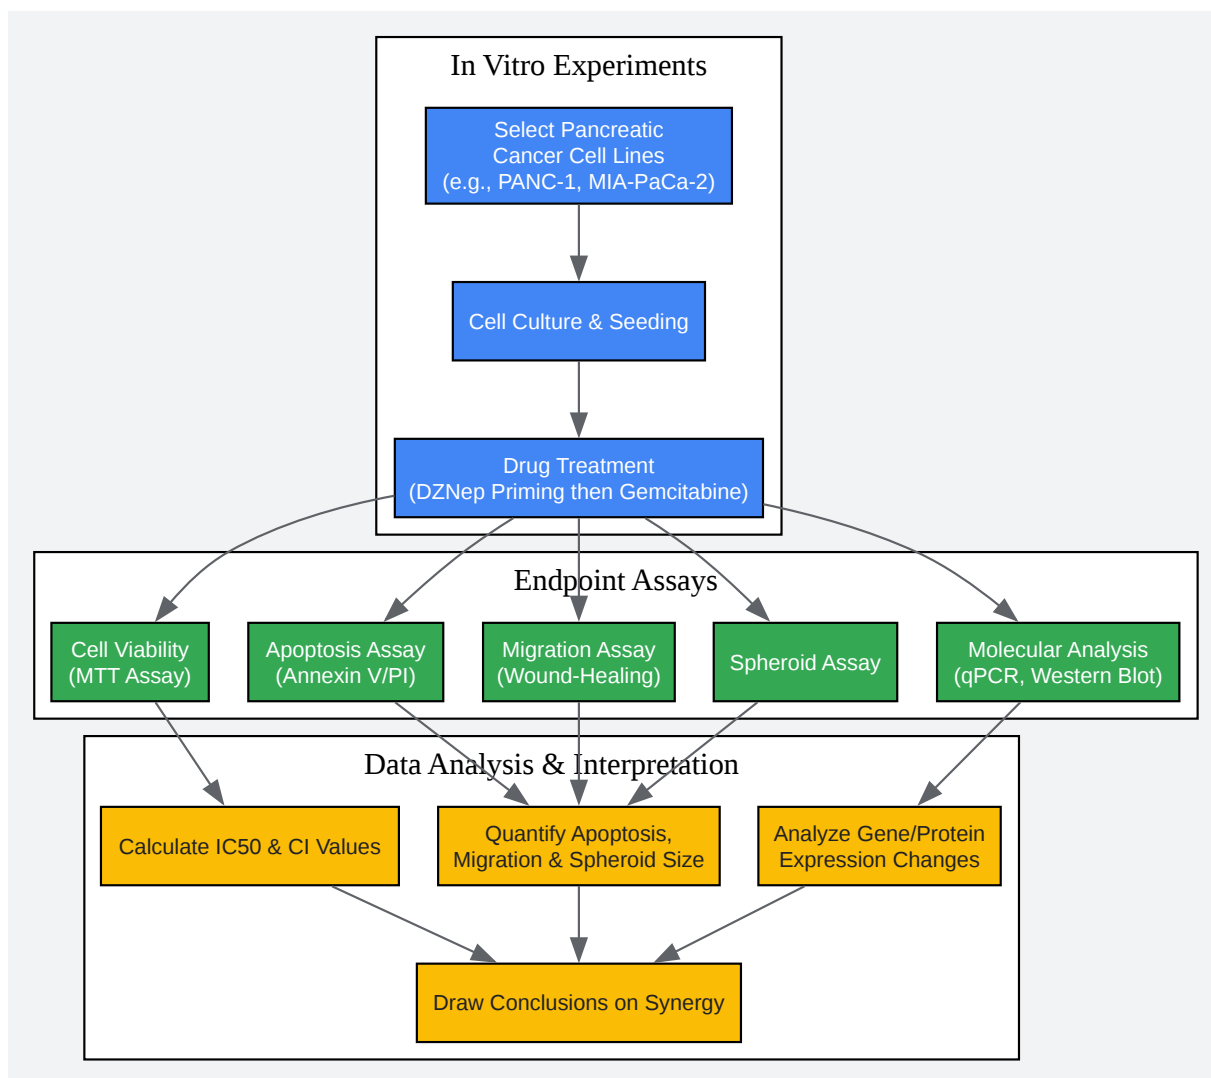 In Vitro Experiments
Select Pancreatic
Cancer Cell Lines
(e.g., PANC-1, MIA-PaCa-2)
Cell Culture & Seeding
Drug Treatment
(DZNep Priming then Gemcitabine)
Endpoint Assays
Cell Viability
(MTT Assay)
Apoptosis Assay
(Annexin V/PI)
Migration Assay
(Wound-Healing)
Spheroid Assay
Molecular Analysis
(qPCR, Western Blot)
Data Analysis & Interpretation
Calculate IC50 & CI Values
Quantify Apoptosis,
Migration & Spheroid Size
Analyze Gene/Protein
Expression Changes
Draw Conclusions on Synergy